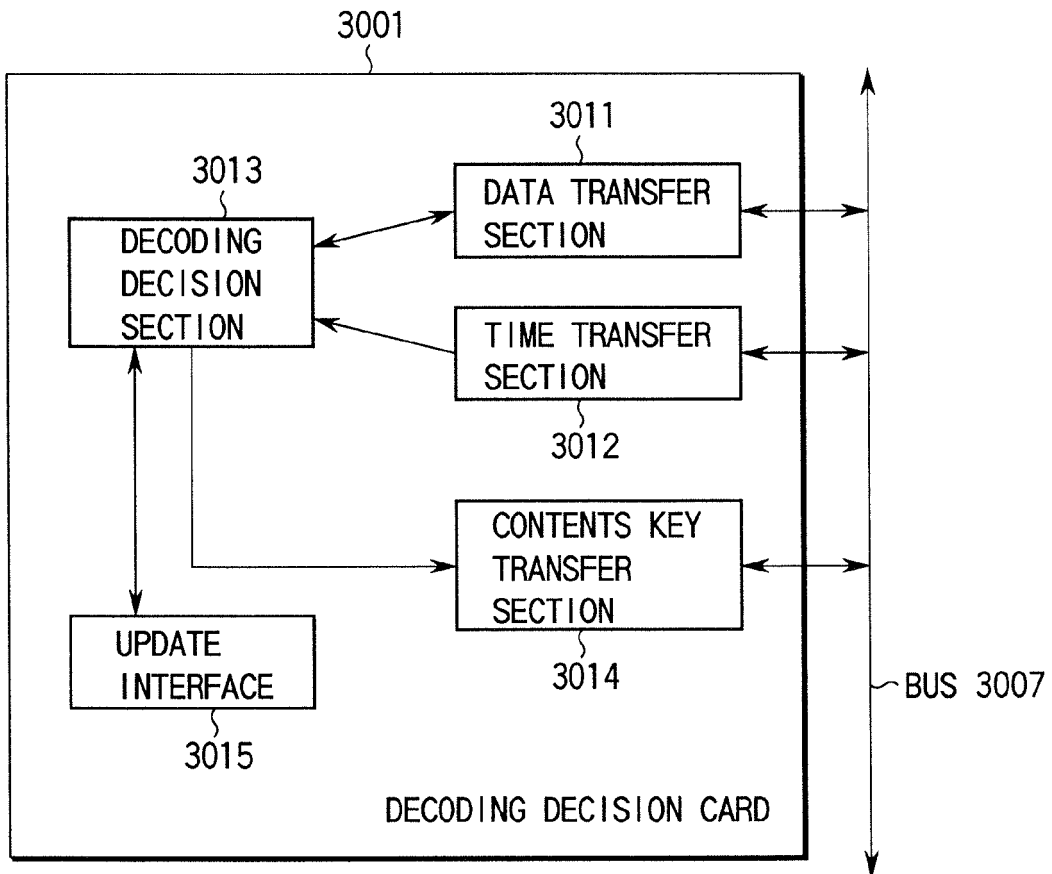 3001
3011
3013
DATA TRANSFER
SECTION
DECODING
DECISION
SECTION
TIME TRANSFER
SECTION
3012
CONTENTS KEY
TRANSFER
SECTION
3014
UPDATE
INTERFACE
3015
BUS 3007
DECODING DECISION CARD